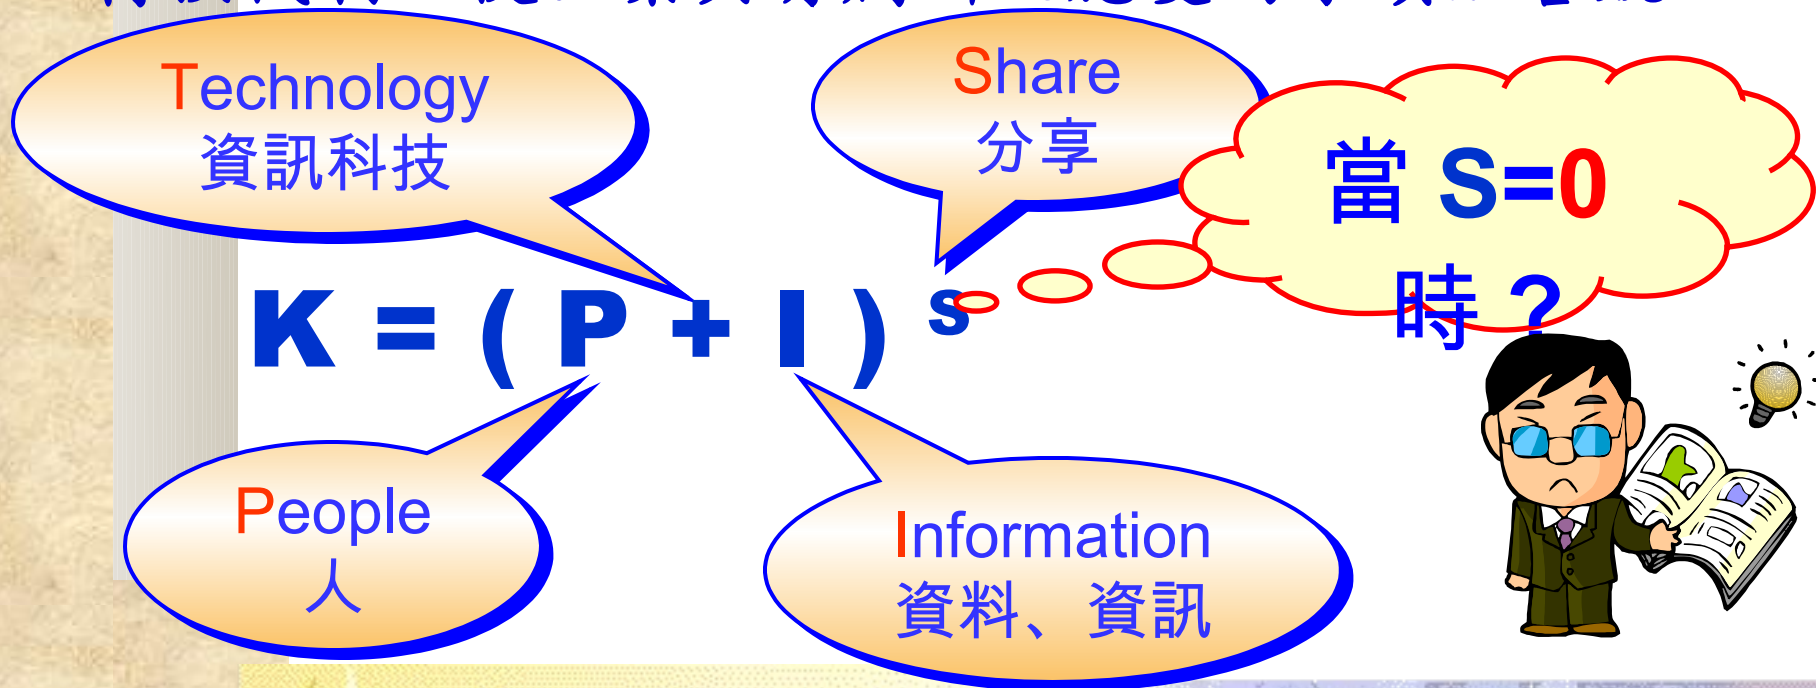 Technology
資訊科技
Share
分享
當 S=0
時?
K = ( P + I ) S
People
人
Information
資料、資訊